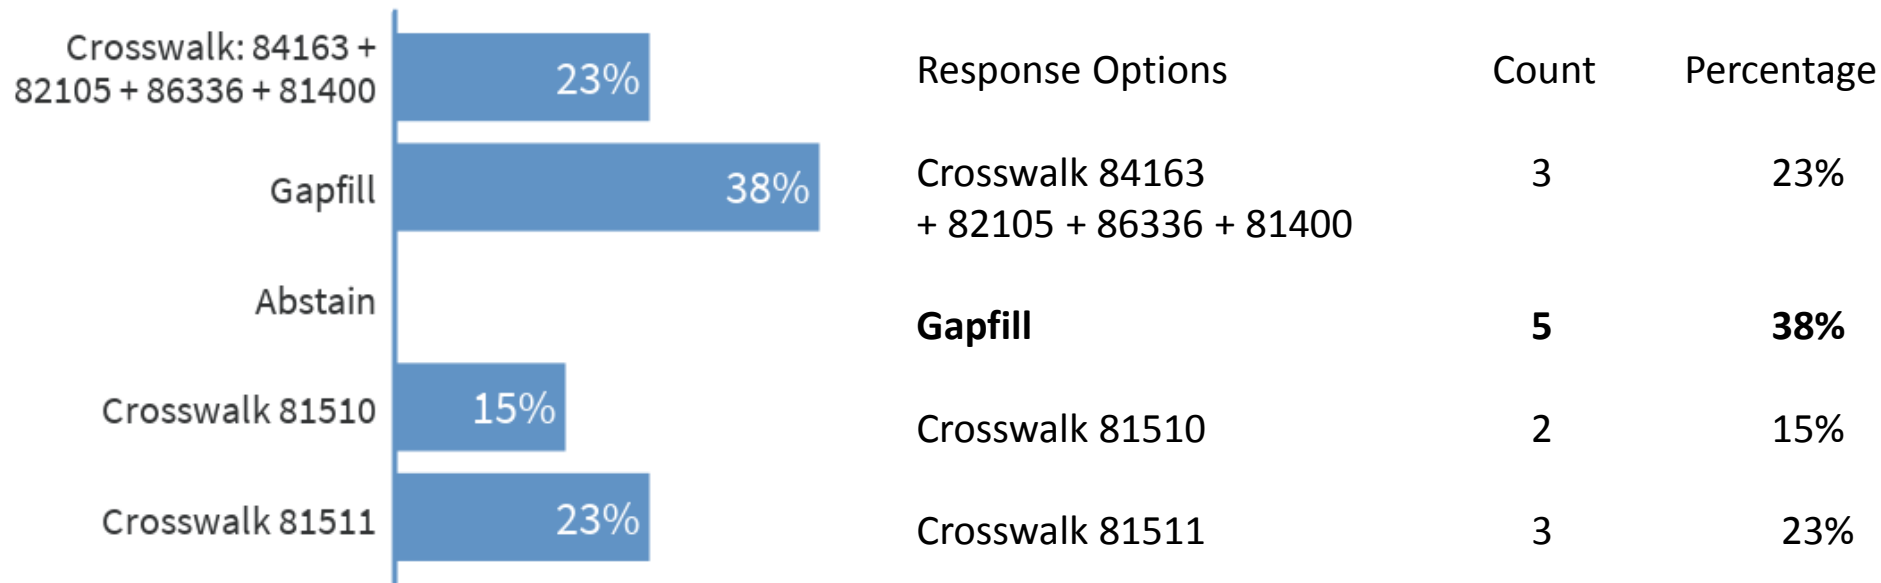 Crosswalk: 84163 +
82105 + 86336 + 81400
23%
Gapfill
38%
Abstain
Crosswalk 81510
15%
Crosswalk 81511
23%
Response Options Count Percentage
Crosswalk 84163 3 23%
+ 82105 + 86336 + 81400
Gapfill 5 38%
Crosswalk 81510 2 15%
Crosswalk 81511 3 23%